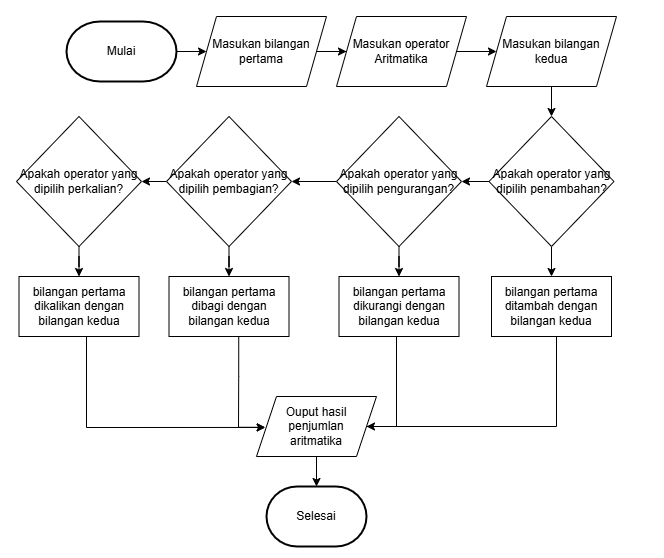 Mulai
Masukan bilangan
pertama
Masukan operator
Aritmatika
Masukan bilangan
kedua
Apakah operator yang
dipilih perkalian?
Apakah operator yang
dipilih pembagian?
Apakah operator yang
dipilih pengurangan?
Apakah operator yang
dipilih penambahan?
bilangan pertama
dikalikan dengan
bilangan kedua
bilangan pertama
dibagi dengan
bilangan kedua
bilangan pertama
dikurangi dengan
bilangan kedua
bilangan pertama
ditambah dengan
bilangan kedua
Ouput hasil
penjumlan
aritmatika
Selesai